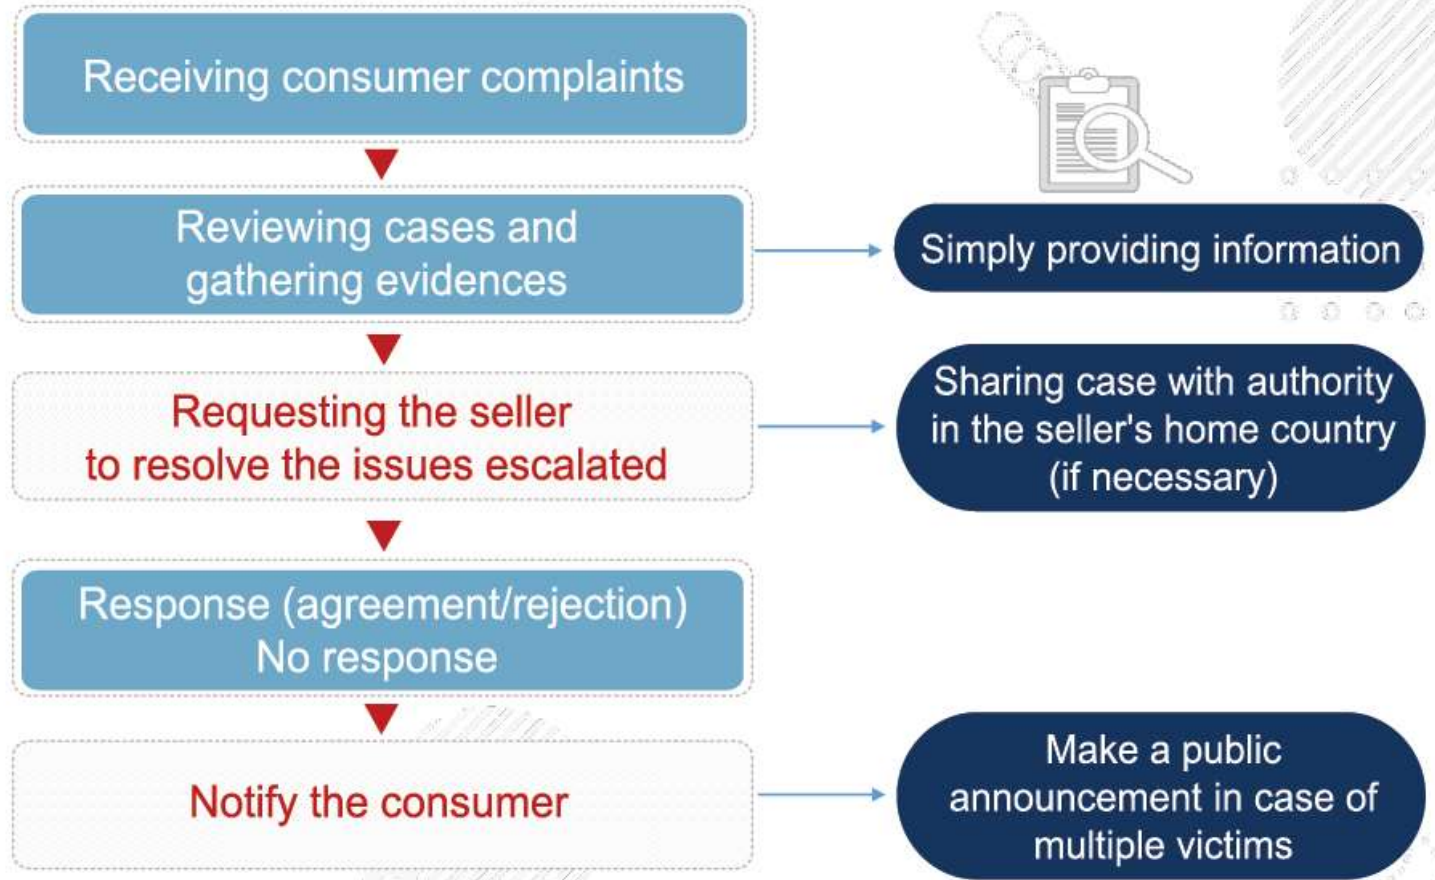 Receiving consumer complaints
Reviewing cases and
gathering evidences
Simply providing information
Requesting the seller
to resolve the issues escalated
Sharing case with authority
in the seller's home country
(if necessary)
Response (agreement/rejection)
No response
Notify the consumer
Make a public
announcement in case of
multiple victims